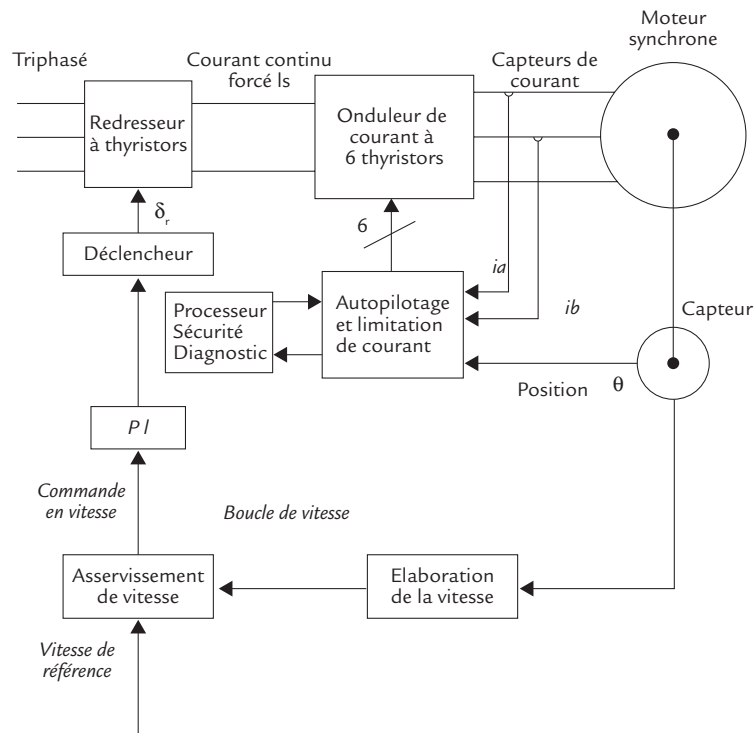 Moteur
synchrone
Triphasé
Courant continu
forcé ls
Capteurs de
courant
Redresseur
à thyristors
Onduleur de
courant à
6 thyristors
δr
6
Déclencheur
ia
ib
Processeur
Sécurité
Diagnostic
Autopilotage
et limitation
de courant
Capteur
Position
θ
P l
Commande
en vitesse
Boucle de vitesse
Asservissement
de vitesse
Elaboration
de la vitesse
Vitesse de
référence